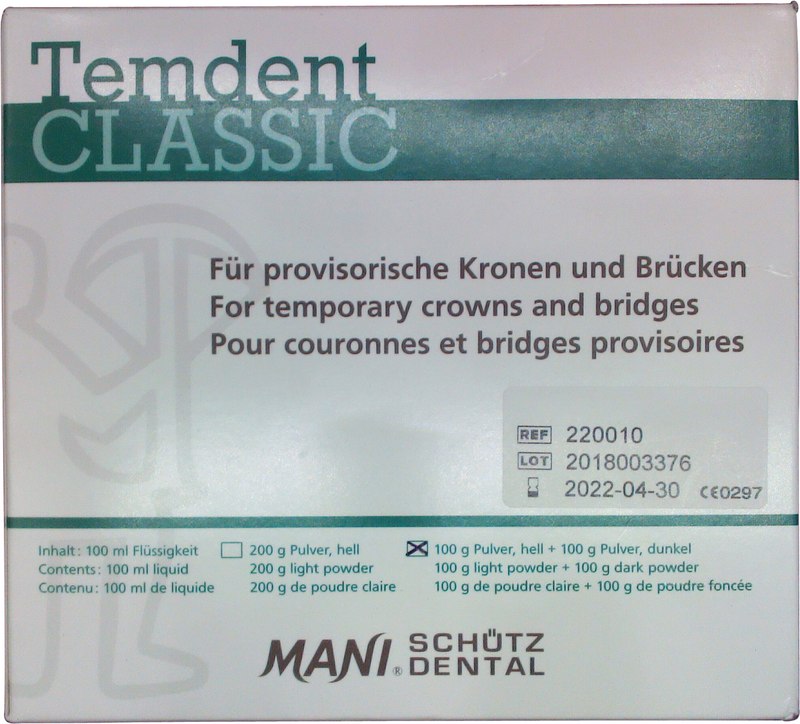 Temdent
CLASSIC
Für provisorische Kronen und Brücken
For temporary crowns and bridges
Pour couronnes et bridges provisoires
REF 220010
LOT 2018003376
2022-04-30 CE0297
Inhalt: 100 ml Flüssigkeit 200 g Pulver, hell 100 g Pulver, hell + 100 g Pulver, dunkel
Contents: 100 ml liquid 200 g light powder 100 g light powder + 100 g dark powder
Contenu: 100 ml de liquide 200 g de poudre claire 100 g de poudre claire + 100 g de poudre foncée
MANI® SCHÜTZ
DENTAL